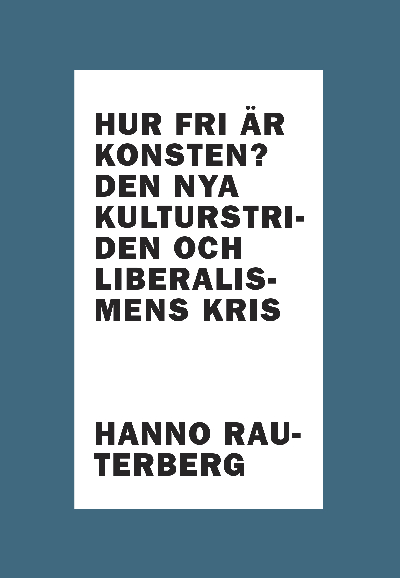 HUR FRI ÄR
KONSTEN?
DEN NYA
KULTURSTRI-
DEN OCH
LIBERALIS-
MENS KRIS
HANNO RAU-
TERBERG